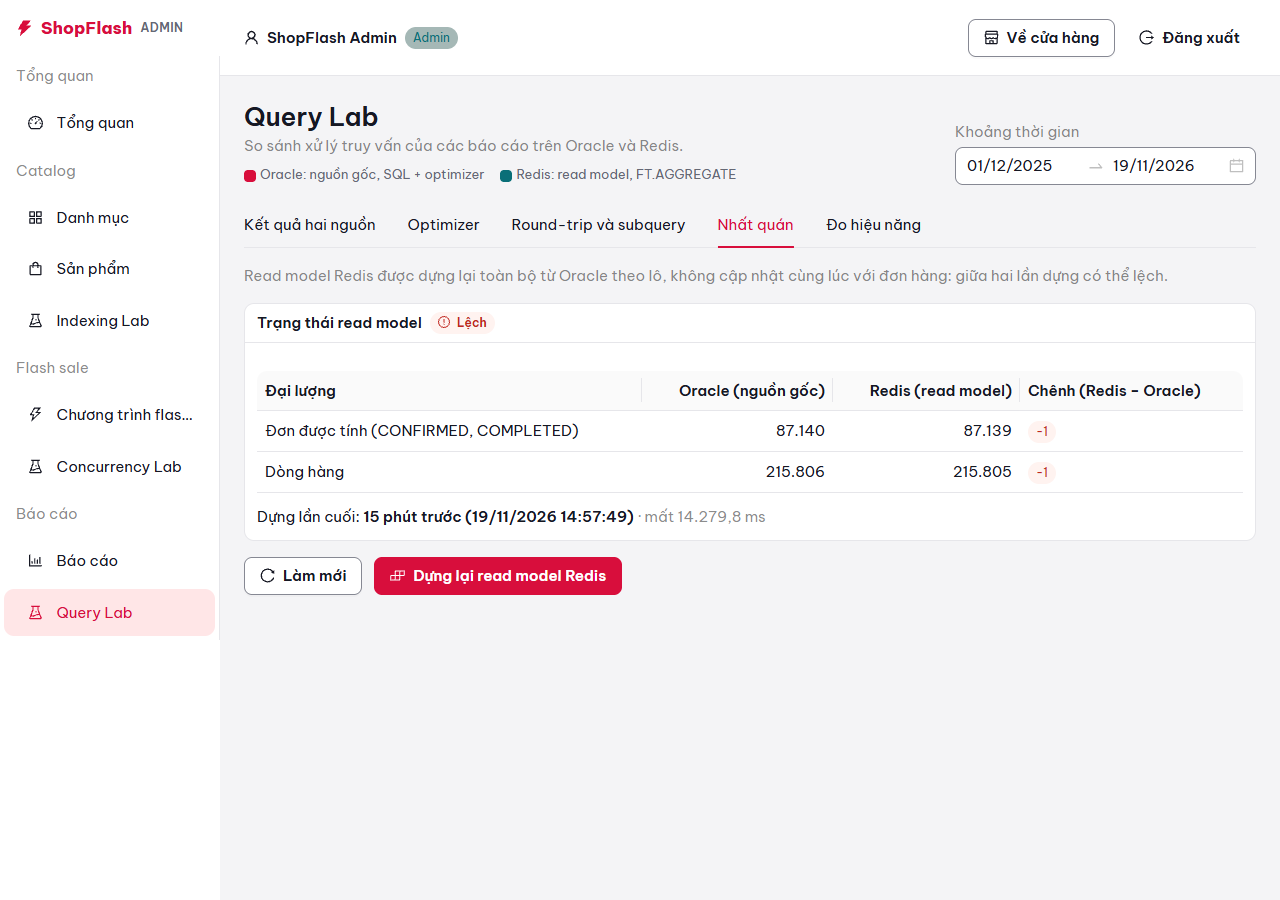 ShopFlash ADMIN
ShopFlash Admin Admin
Về cửa hàng
Đăng xuất
Tổng quan
Tổng quan
Catalog
Danh mục
Sản phẩm
Indexing Lab
Flash sale
Chương trình flas...
Concurrency Lab
Báo cáo
Báo cáo
Query Lab
Query Lab
So sánh xử lý truy vấn của các báo cáo trên Oracle và Redis.
Oracle: nguồn gốc, SQL + optimizer Redis: read model, FT.AGGREGATE
Khoảng thời gian
01/12/2025 → 19/11/2026
Kết quả hai nguồn Optimizer Round-trip và subquery Nhất quán Đo hiệu năng
Read model Redis được dựng lại toàn bộ từ Oracle theo lô, không cập nhật cùng lúc với đơn hàng: giữa hai lần dựng có thể lệch.
Trạng thái read model Lệch
Đại lượng Oracle (nguồn gốc) Redis (read model) Chênh (Redis − Oracle)
Đơn được tính (CONFIRMED, COMPLETED) 87.140 87.139 -1
Dòng hàng 215.806 215.805 -1
Dựng lần cuối: 15 phút trước (19/11/2026 14:57:49) · mất 14.279,8 ms
Làm mới Dựng lại read model Redis